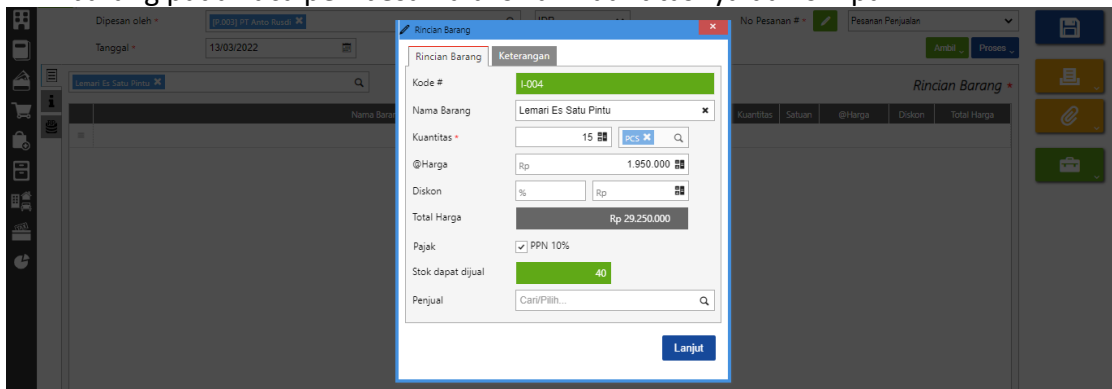 Dipesan oleh *
[P.003] PT Anto Rusdi
IDR
No Pesanan # *
Pesanan Penjualan
Tanggal *
13/03/2022
Ambil
Proses
Lemari Es Satu Pintu
Rincian Barang *
Nama Baran
Kuantitas Satuan @Harga Diskon Total Harga
Rincian Barang
Rincian Barang Keterangan
Kode # I-004
Nama Barang Lemari Es Satu Pintu
Kuantitas * 15 PCS
@Harga Rp 1.950.000
Diskon % Rp
Total Harga Rp 29.250.000
Pajak PPN 10%
Stok dapat dijual 40
Penjual Cari/Pilih...
Lanjut